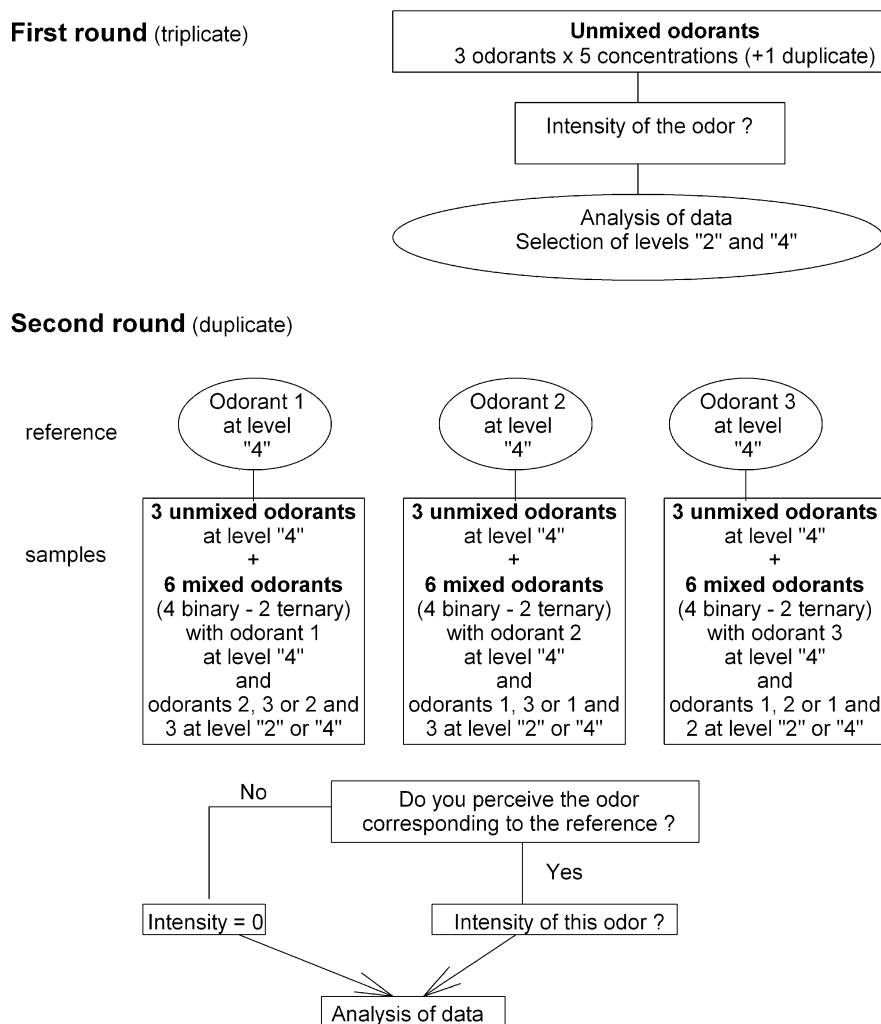 First round (triplicate)
Unmixed odorants
3 odorants x 5 concentrations (+1 duplicate)
Intensity of the odor ?
Analysis of data
Selection of levels "2" and "4"
Second round (duplicate)
reference
Odorant 1
at level
"4"
Odorant 2
at level
"4"
Odorant 3
at level
"4"
samples
3 unmixed odorants
at level "4"
+
6 mixed odorants
(4 binary - 2 ternary)
with odorant 1
at level "4"
and
odorants 2, 3 or 2 and
3 at level "2" or "4"
3 unmixed odorants
at level "4"
+
6 mixed odorants
(4 binary - 2 ternary)
with odorant 2
at level "4"
and
odorants 1, 3 or 1 and
3 at level "2" or "4"
3 unmixed odorants
at level "4"
+
6 mixed odorants
(4 binary - 2 ternary)
with odorant 3
at level "4"
and
odorants 1, 2 or 1 and
2 at level "2" or "4"
No
Do you perceive the odor
corresponding to the reference ?
Yes
Intensity = 0
Intensity of this odor ?
Analysis of data